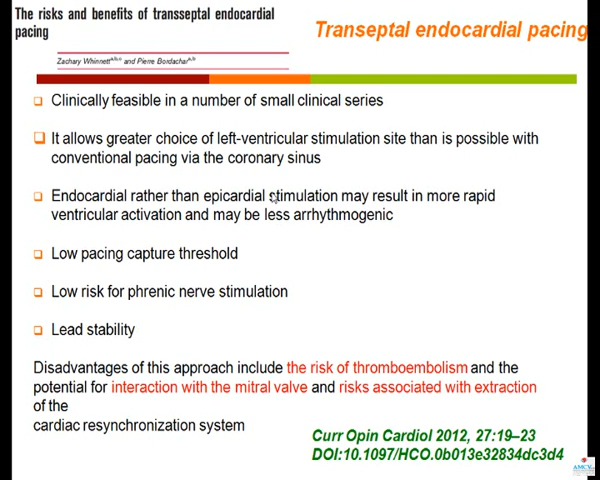 The risks and benefits of transseptal endocardial
pacing
Transeptal endocardial pacing
Zachary Whinnett and Pierre Bordachar
Clinically feasible in a number of small clinical series
It allows greater choice of left-ventricular stimulation site than is possible with
conventional pacing via the coronary sinus
Endocardial rather than epicardial stimulation may result in more rapid
ventricular activation and may be less arrhythmogenic
Low pacing capture threshold
Low risk for phrenic nerve stimulation
Lead stability
Disadvantages of this approach include the risk of thromboembolism and the
potential for interaction with the mitral valve and risks associated with extraction
of the
cardiac resynchronization system
Curr Opin Cardiol 2012, 27:19–23
DOI:10.1097/HCO.0b013e32834dc3d4
AMCV